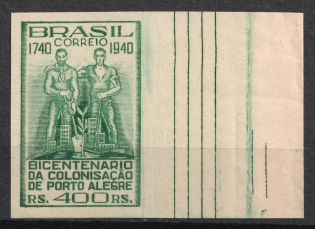 BRASIL
CORREIO
1740 1940
BICENTENARIO
DA COLONISAÇÃO
DE PORTO ALEGRE
RS. 400 RS.